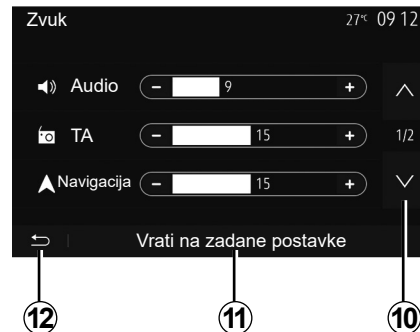 Zvuk 27°C 09 12
Audio - 9 +
TA - 15 +
1/2
Navigacija - 15 +
Vrati na zadane postavke
12 11 10